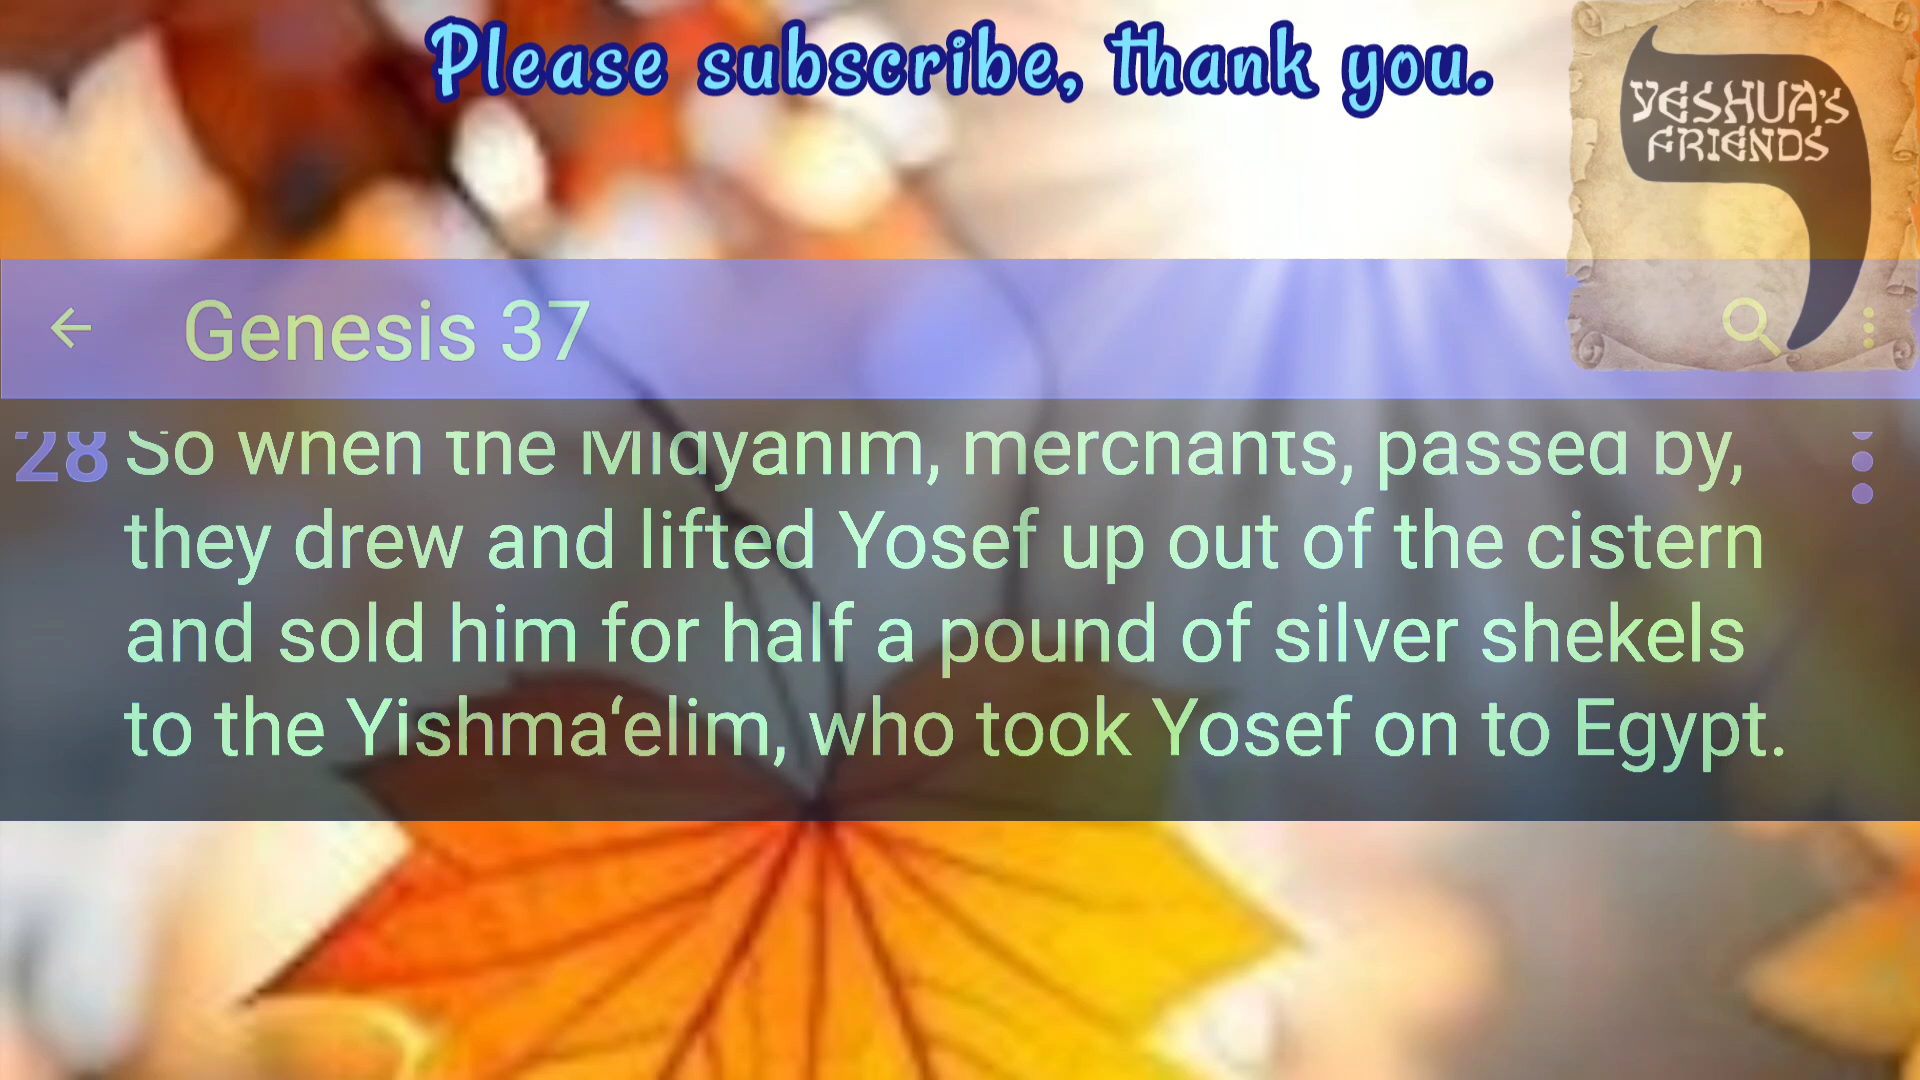 Please subscribe, thank you.
YESHUA'S
FRIENDS
Genesis 37
28 So when the Midyanim, merchants, passed by,
they drew and lifted Yosef up out of the cistern
and sold him for half a pound of silver shekels
to the Yishma‘elim, who took Yosef on to Egypt.